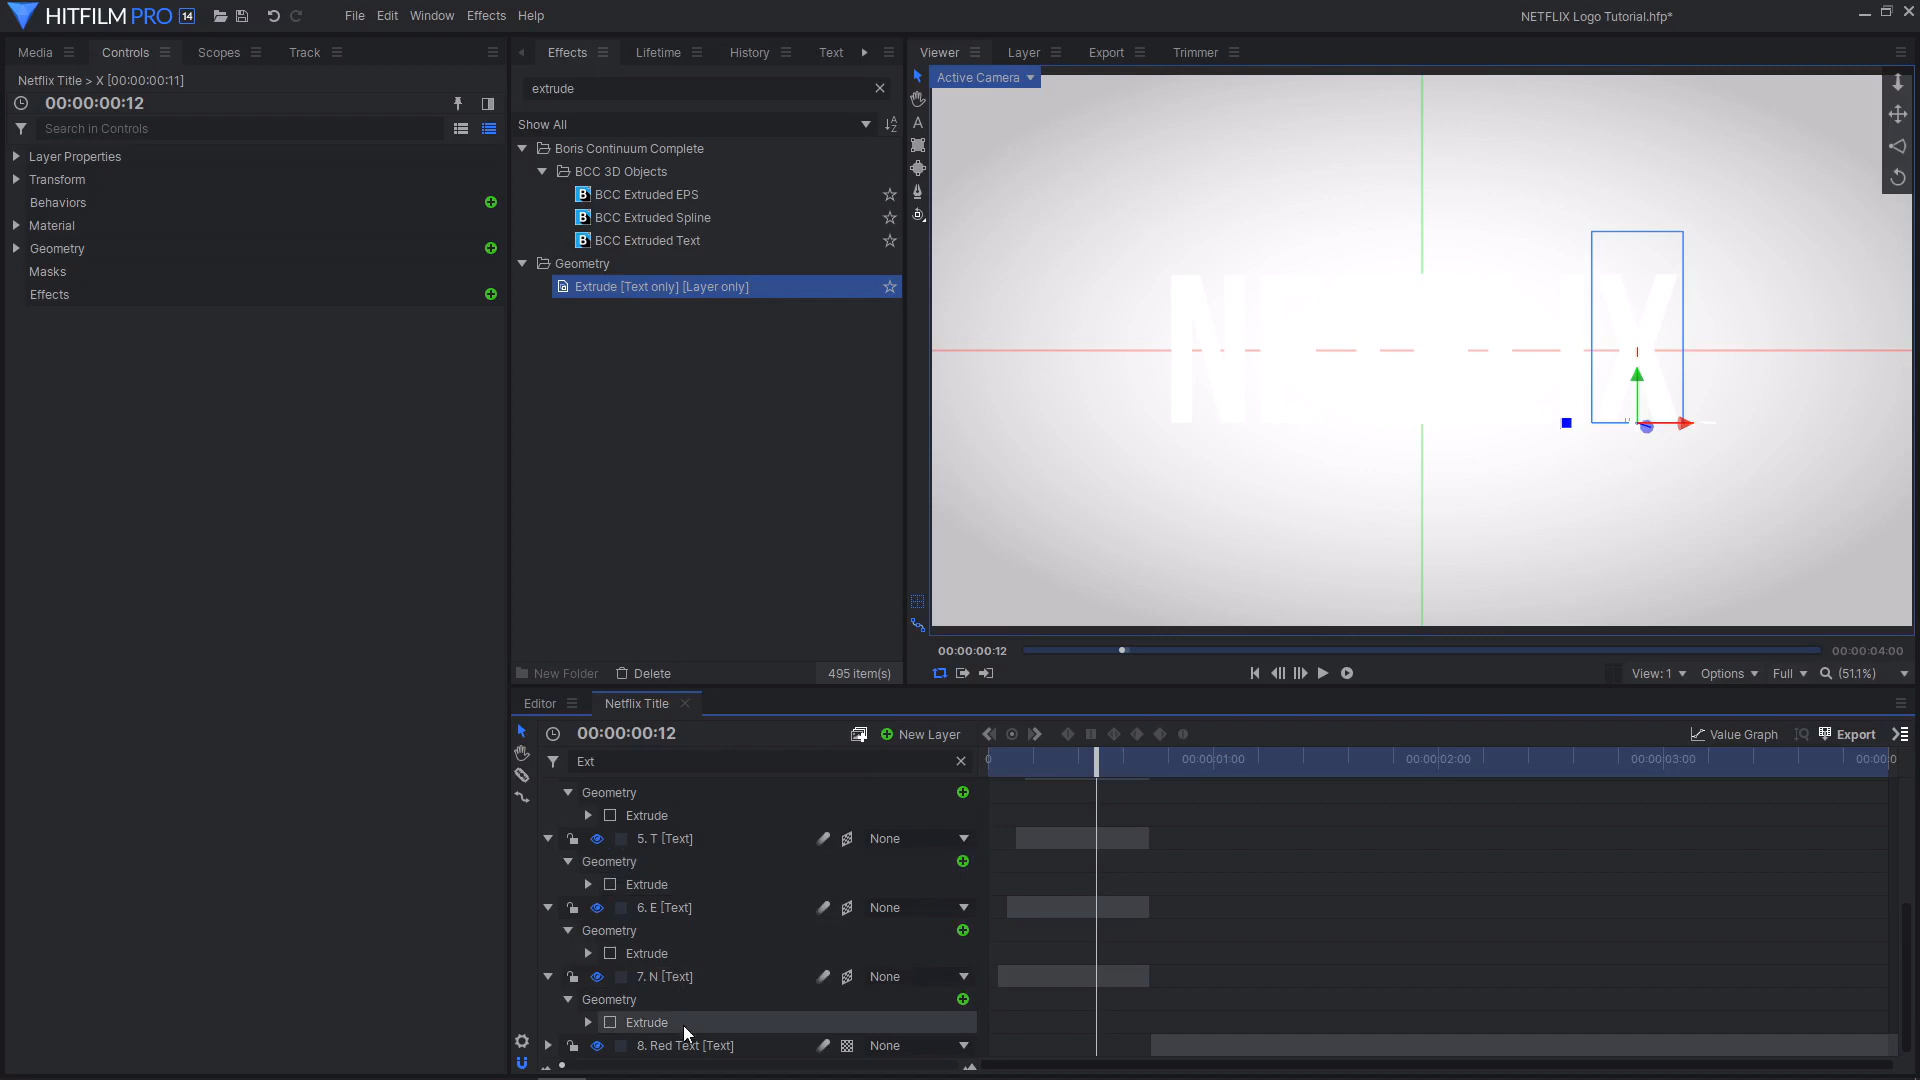 HITFILM PRO 14
File Edit Window Effects Help
NETFLIX Logo Tutorial.hfp*
Media Controls Scopes Track
Netflix Title > X [00:00:00:11]
00:00:00:12
Search in Controls
Layer Properties
Transform
Behaviors
Material
Geometry
Masks
Effects
Effects Lifetime History Text
extrude
Show All
Boris Continuum Complete
BCC 3D Objects
BCC Extruded EPS
BCC Extruded Spline
BCC Extruded Text
Geometry
Extrude [Text only] [Layer only]
New Folder Delete 495 item(s)
Viewer Layer Export Trimmer
Active Camera
N X
00:00:00:12 00:00:04:00
View: 1 Options Full (51.1%)
Editor Netflix Title
00:00:00:12 New Layer Value Graph Export
Ext
0 00:00:01:00 00:00:02:00 00:00:03:00 00:00:0
Geometry
Extrude
5. T [Text] None
Geometry
Extrude
6. E [Text] None
Geometry
Extrude
7. N [Text] None
Geometry
Extrude
8. Red Text [Text] None